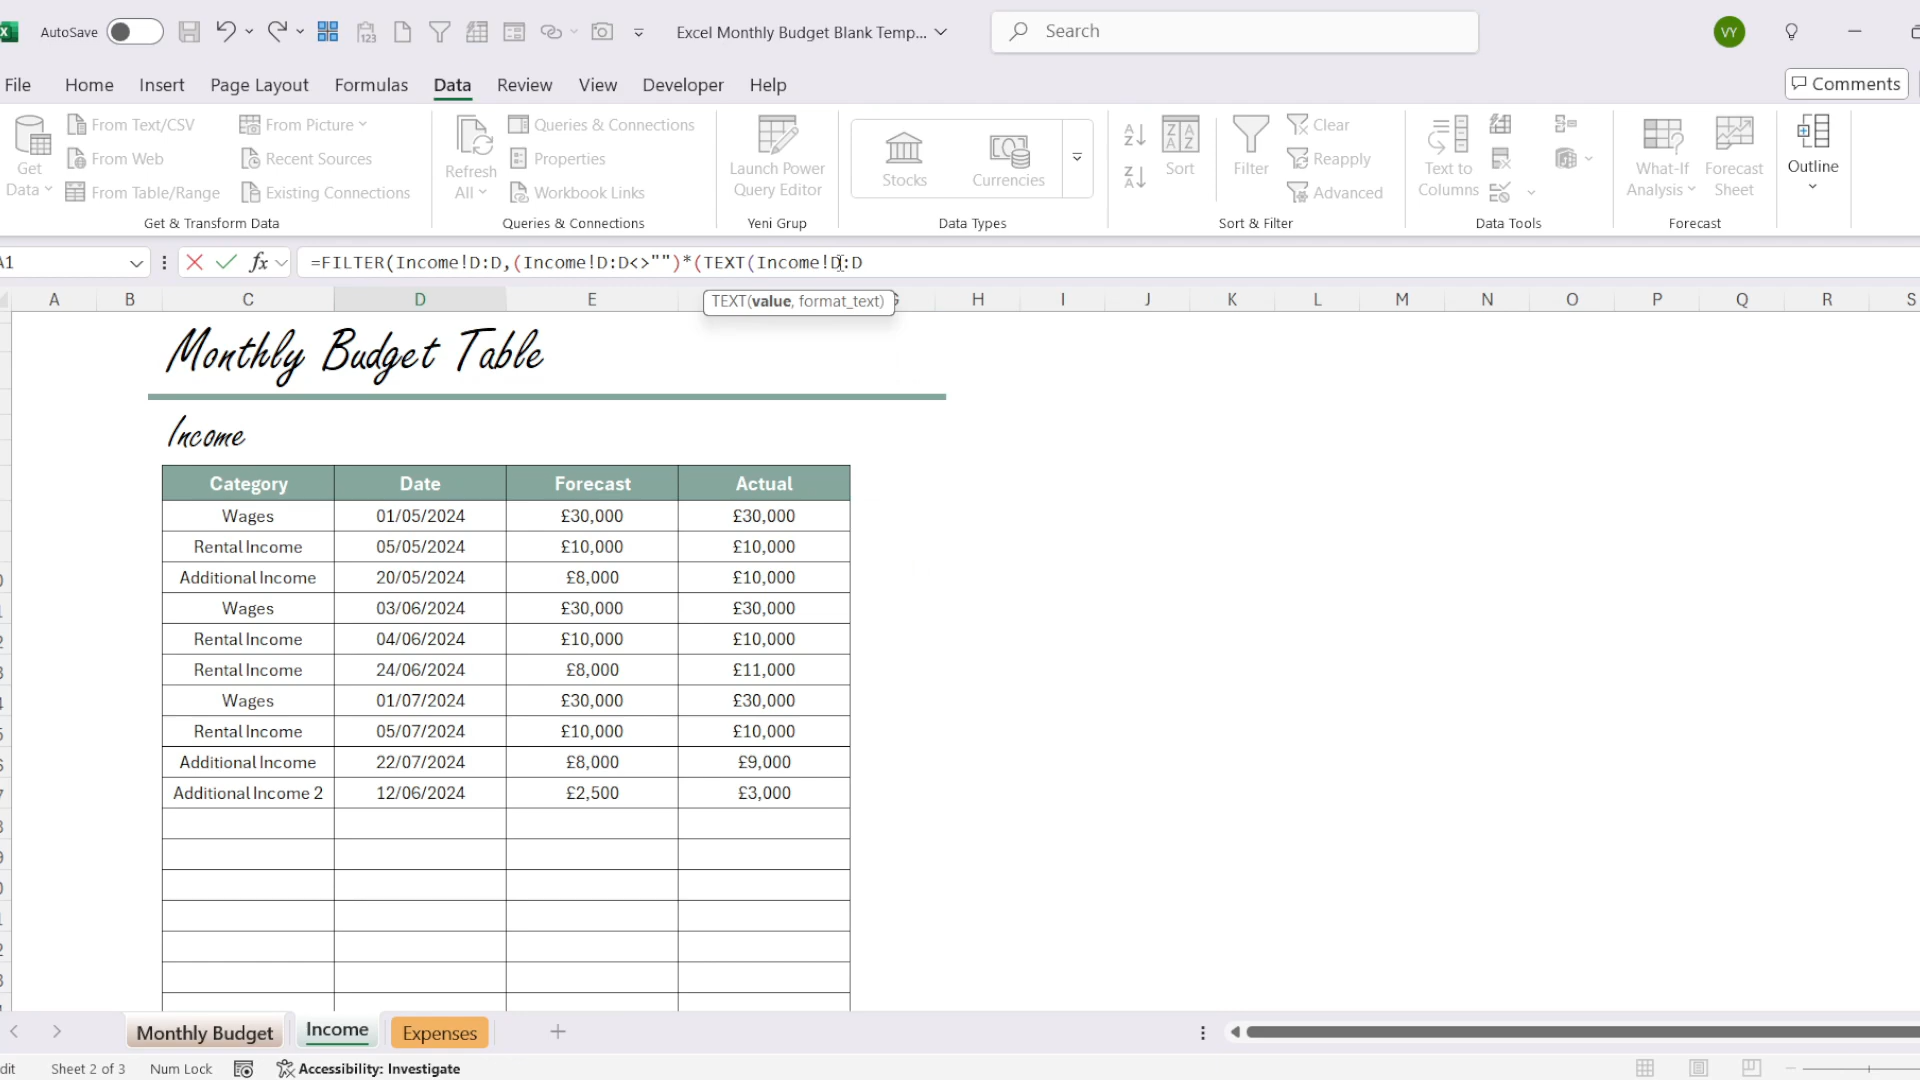 AutoSave
Excel Monthly Budget Blank Temp...
Search
VY
File Home Insert Page Layout Formulas Data Review View Developer Help
Comments
Get Data
From Text/CSV
From Web
From Table/Range
From Picture
Recent Sources
Existing Connections
Get & Transform Data
Refresh All
Queries & Connections
Properties
Workbook Links
Queries & Connections
Launch Power Query Editor
Yeni Grup
Stocks
Currencies
Data Types
Sort
Filter
Clear
Reapply
Advanced
Sort & Filter
Text to Columns
Data Tools
What-If Analysis
Forecast Sheet
Forecast
Outline
A1
fx
=FILTER(Income!D:D,(Income!D:D<>"")*(TEXT(Income!D:D
TEXT(value, format_text)
A B C D E G H I J K L M N O P Q R S
Monthly Budget Table
Income
Category Date Forecast Actual
Wages 01/05/2024 £30,000 £30,000
Rental Income 05/05/2024 £10,000 £10,000
Additional Income 20/05/2024 £8,000 £10,000
Wages 03/06/2024 £30,000 £30,000
Rental Income 04/06/2024 £10,000 £10,000
Rental Income 24/06/2024 £8,000 £11,000
Wages 01/07/2024 £30,000 £30,000
Rental Income 05/07/2024 £10,000 £10,000
Additional Income 22/07/2024 £8,000 £9,000
Additional Income 2 12/06/2024 £2,500 £3,000
Monthly Budget Income Expenses
dit Sheet 2 of 3 Num Lock Accessibility: Investigate